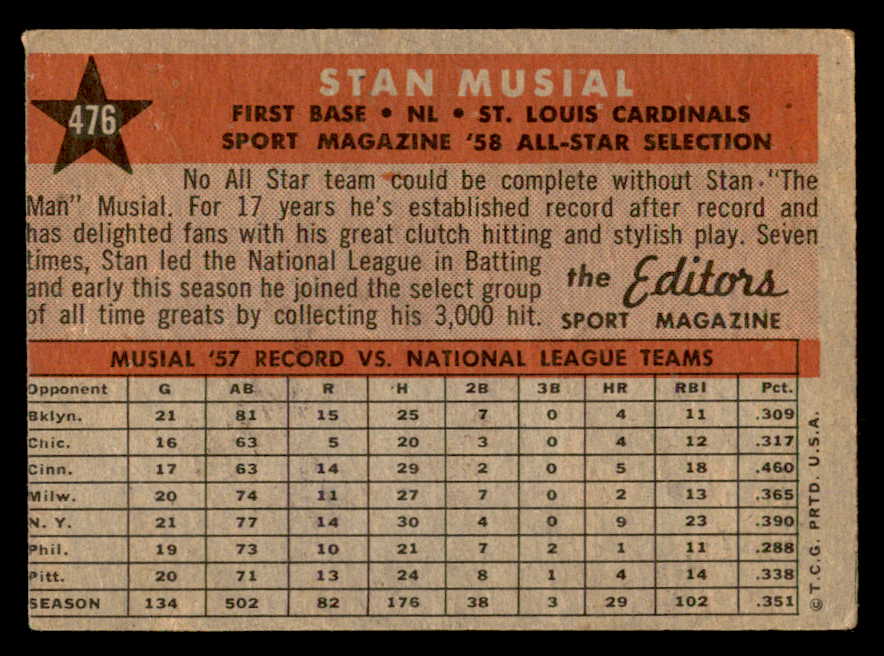 476
STAN MUSIAL
FIRST BASE • NL • ST. LOUIS CARDINALS
SPORT MAGAZINE '58 ALL-STAR SELECTION
No All Star team could be complete without Stan "The
Man" Musial. For 17 years he's established record after record and
has delighted fans with his great clutch hitting and stylish play. Seven
times, Stan led the National League in Batting
and early this season he joined the select group
of all time greats by collecting his 3,000 hit.
the Editors
SPORT MAGAZINE
MUSIAL '57 RECORD VS. NATIONAL LEAGUE TEAMS
Opponent G AB R H 2B 3B HR RBI Pct.
Bklyn. 21 81 15 25 7 0 4 11 .309
Chic. 16 63 5 20 3 0 4 12 .317
Cinn. 17 63 14 29 2 0 5 18 .460
Milw. 20 74 11 27 7 0 2 13 .365
N. Y. 21 77 14 30 4 0 9 23 .390
Phil. 19 73 10 21 7 2 1 11 .288
Pitt. 20 71 13 24 8 1 4 14 .338
SEASON 134 502 82 176 38 3 29 102 .351
© T.C.G. PRTD. U.S.A.